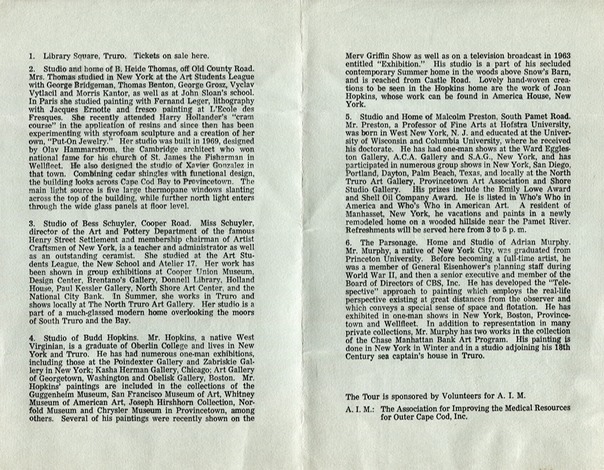 1. Library Square, Truro. Tickets on sale here.
2. Studio and home of B. Heide Thomas, off Old County Road.
Mrs. Thomas studied in New York at the Art Students League
with George Bridgeman, Thomas Benton, George Grosz, Vyclav
Vytlacil and Morris Kantor, as well as at John Sloan's school.
In Paris she studied painting with Fernand Leger, lithography
with Jacques Ernotte and fresco painting at L'Ecole des
Fresques. She recently attended Harry Hollander's "cram
course" in the application of resins and since then has been
experimenting with styrofoam sculpture and a creation of her
own, "Put-On Jewelry." Her studio was built in 1969, designed
by Olav Hammarstrom, the Cambridge architect who won
national fame for his church of St. James the Fisherman in
Wellfleet. He also designed the studio of Xavier Gonzalez in
that town. Combining cedar shingles with functional design,
the building looks across Cape Cod Bay to Provincetown. The
main light source is five large thermopane windows slanting
across the top of the building, while further north light enters
through the wide glass panels at floor level.
3. Studio of Bess Schuyler, Cooper Road. Miss Schuyler,
director of the Art and Pottery Department of the famous
Henry Street Settlement and membership chairman of Artist
Craftsmen of New York, is a teacher and administrator as well
as an outstanding ceramist. She studied at the Art Stu-
dents League, the New School and Atelier 17. Her work has
been shown in group exhibitions at Cooper Union Museum,
Design Center, Brentano's Gallery, Donnell Library, Holland
House, Paul Kessler Gallery, North Shore Art Center, and the
National City Bank. In Summer, she works in Truro and
shows locally at The North Truro Art Gallery. Her studio is
part of a much-glassed modern home overlooking the moors
of South Truro and the Bay.
4. Studio of Budd Hopkins. Mr. Hopkins, a native West
Virginian, is a graduate of Oberlin College and lives in New
York and Truro. He has had numerous one-man exhibitions,
including those at the Poindexter Gallery and Zabriskie Gal-
lery in New York; Kasha Herman Gallery, Chicago; Art Gallery
of Georgetown, Washington and Obelisk Gallery, Boston. Mr.
Hopkins' paintings are included in the collections of the
Guggenheim Museum, San Francisco Museum of Art, Whitney
Museum of American Art, Joseph Hirshhorn Collection, Nor-
fold Museum and Chrysler Museum in Provincetown, among
others. Several of his paintings were recently shown on the
Merv Griffin Show as well as on a television broadcast in 1963
entitled "Exhibition." His studio is part of his secluded
contemporary Summer home in the woods above Snow's Barn,
and is reached from Castle Road. Lovely hand-woven crea-
tions to be seen in the Hopkins home are the work of Joan
Hopkins, whose work can be found in America House, New
York.
5. Studio and Home of Malcolm Preston, South Pamet Road.
Mr. Preston, a Professor of Fine Arts at Hofstra University,
was born in West New York, N. J. and educated at the Univer-
sity of Wisconsin and Columbia University, where he received
his doctorate. He has had one-man shows at the Ward Eggles-
ton Gallery, A.C.A. Gallery and S.A.G., New York, and has
participated in numerous group shows in New York, San Diego,
Portland, Dayton, Palm Beach, Texas, and locally at the North
Truro Art Gallery, Provincetown Art Association and Shore
Studio Gallery. His prizes include the Emily Lowe Award
and Shell Oil Company Award. He is listed in Who's Who in
America and Who's Who in American Art. A resident of
Manhasset, New York, he vacations and paints in a newly
remodeled home on a wooded hillside near the Pamet River.
Refreshments will be served from 3 to 5 p. m.
6. The Parsonage. Home and Studio of Adrian Murphy.
Mr. Murphy, a native of New York City, was graduated from
Princeton University. Before becoming a full-time artist, he
was a member of General Eisenhower's planning staff during
World War II, and then a senior executive and member of the
Board of Directors of CBS, Inc. He has developed the "Tele-
spective" approach to painting which employs the real-life
perspective existing at great distances from the observer and
which conveys a special sense of space and flotation. He has
exhibited in one-man shows in New York, Boston, Province-
town and Wellfleet. In addition to representation in many
private collections, Mr. Murphy has two works in the collection
of the Chase Manhattan Bank Art Program. His painting is
done in New York in Winter and in a studio adjoining his 18th
Century sea captain's house in Truro.
The Tour is sponsored by Volunteers for A. I. M.
A. I. M.: The Association for Improving the Medical Resources
for Outer Cape Cod, Inc.